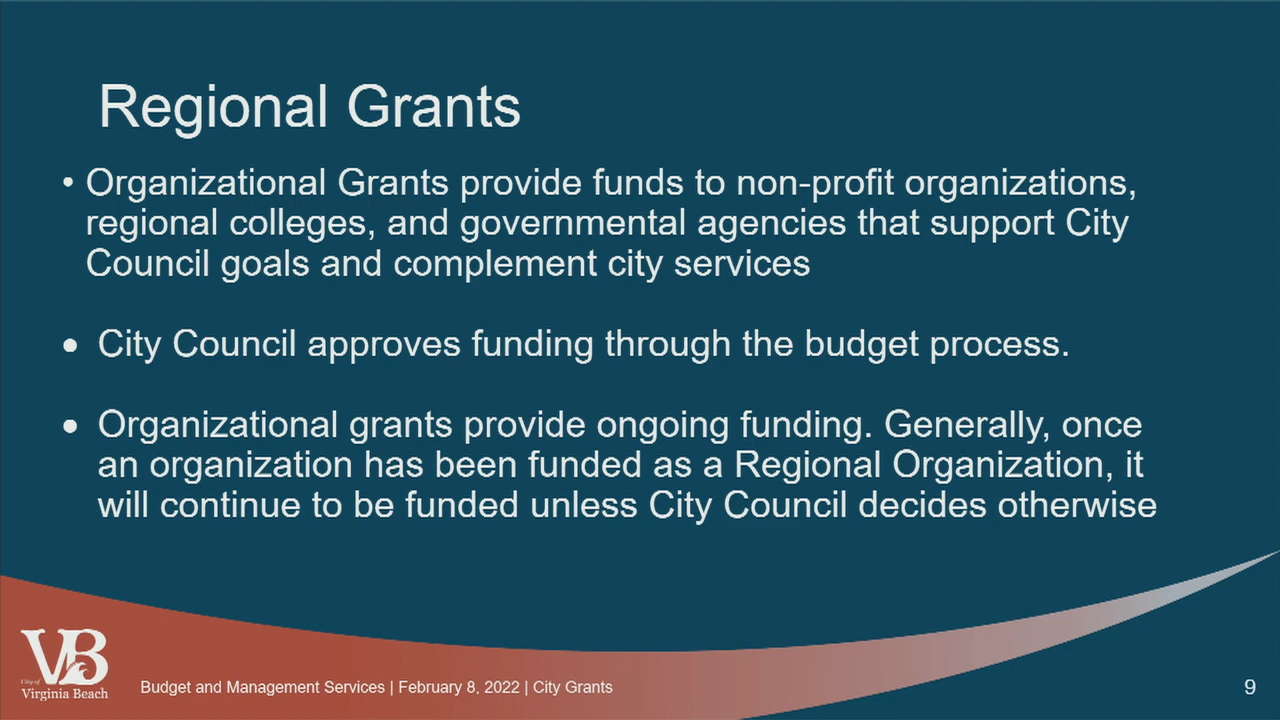 Regional Grants
• Organizational Grants provide funds to non-profit organizations,
regional colleges, and governmental agencies that support City
Council goals and complement city services
• City Council approves funding through the budget process.
• Organizational grants provide ongoing funding. Generally, once
an organization has been funded as a Regional Organization, it
will continue to be funded unless City Council decides otherwise
VB
City of
Virginia Beach
Budget and Management Services | February 8, 2022 | City Grants
9